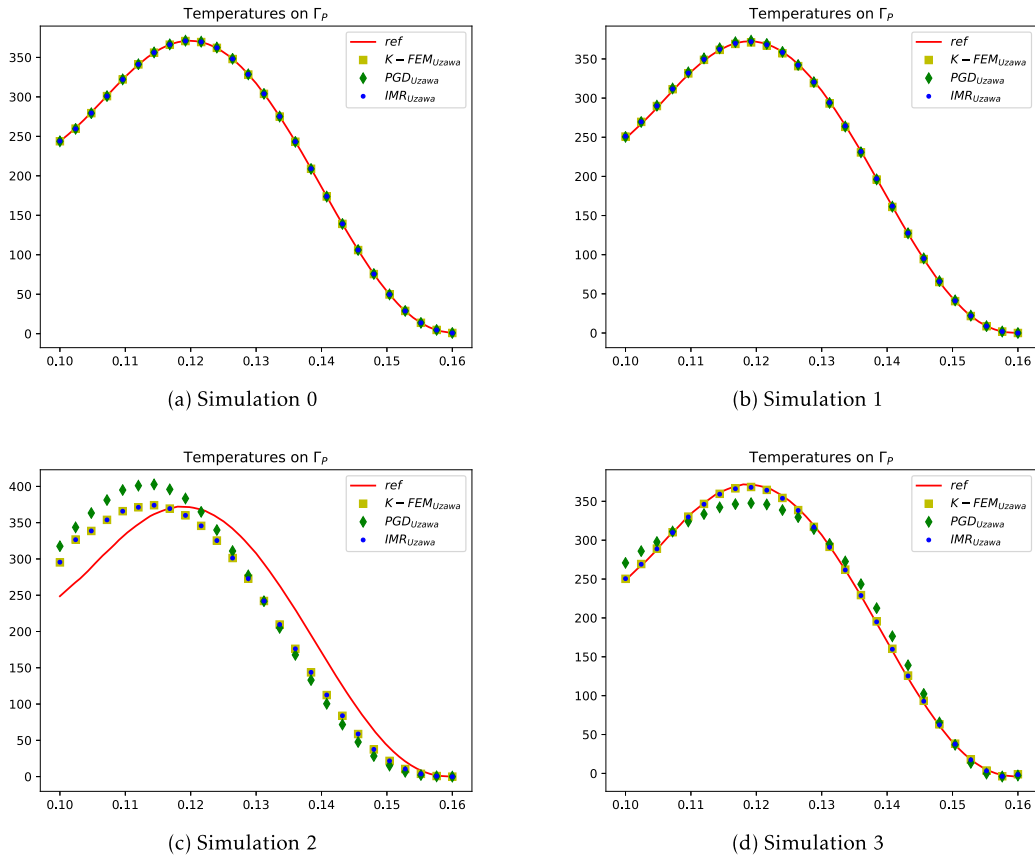 Temperatures on Γ_P
350
300
250
200
150
100
50
0
0.10 0.11 0.12 0.13 0.14 0.15 0.16
ref
K − FEM_Uzawa
PGD_Uzawa
IMR_Uzawa
(a) Simulation 0
Temperatures on Γ_P
350
300
250
200
150
100
50
0
0.10 0.11 0.12 0.13 0.14 0.15 0.16
ref
K − FEM_Uzawa
PGD_Uzawa
IMR_Uzawa
(b) Simulation 1
Temperatures on Γ_P
400
350
300
250
200
150
100
50
0
0.10 0.11 0.12 0.13 0.14 0.15 0.16
ref
K − FEM_Uzawa
PGD_Uzawa
IMR_Uzawa
(c) Simulation 2
Temperatures on Γ_P
350
300
250
200
150
100
50
0
0.10 0.11 0.12 0.13 0.14 0.15 0.16
ref
K − FEM_Uzawa
PGD_Uzawa
IMR_Uzawa
(d) Simulation 3